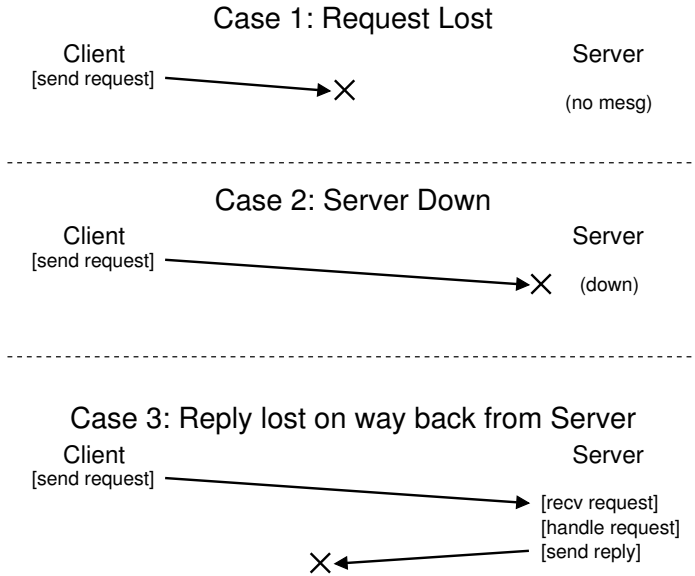 Case 1: Request Lost
Client Server
[send request]
(no mesg)
Case 2: Server Down
Client Server
[send request]
(down)
Case 3: Reply lost on way back from Server
Client Server
[send request]
[recv request]
[handle request]
[send reply]